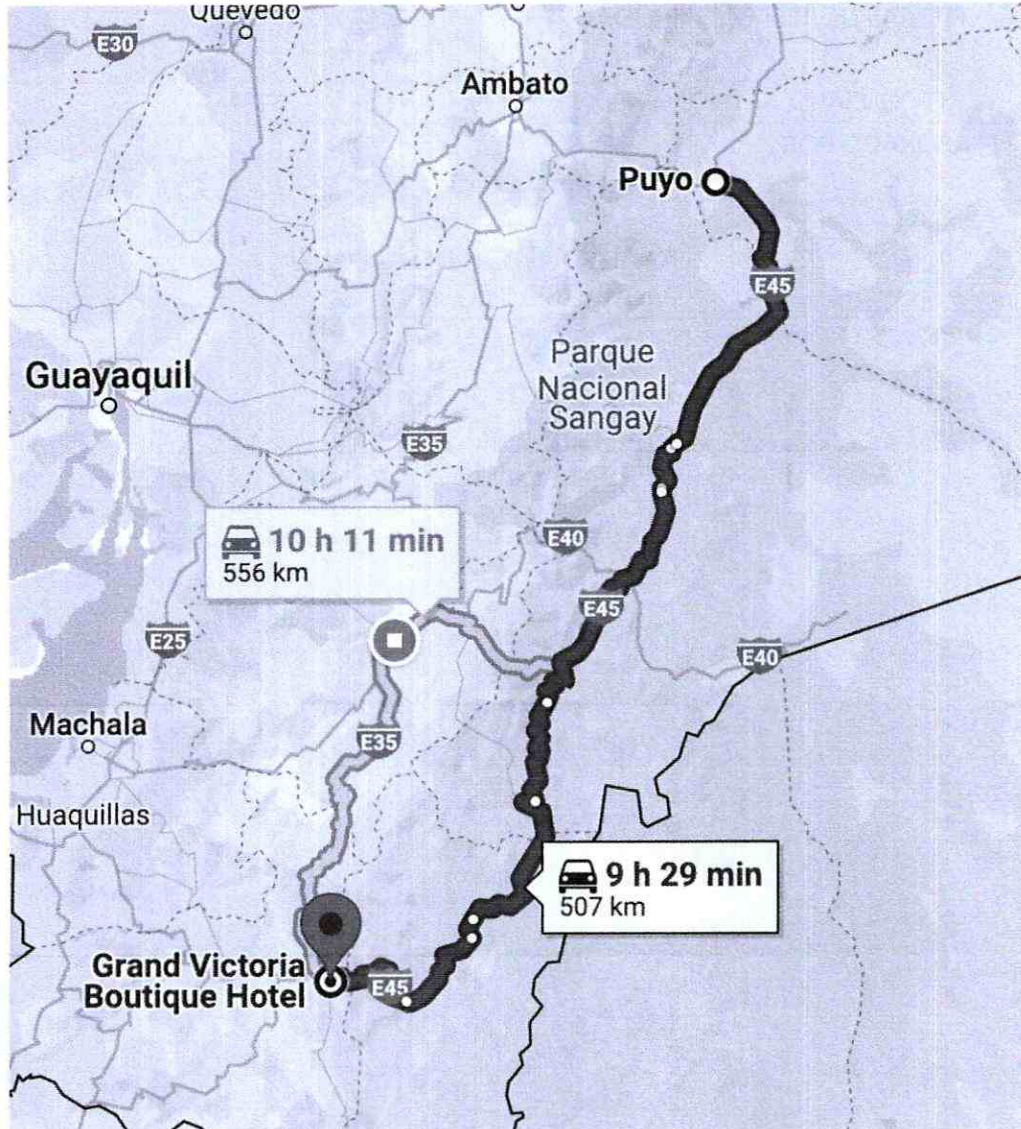 Quevedo
E30
Ambato
Puyo
E45
Parque
Nacional
Sangay
Guayaquil
E35
10 h 11 min
556 km
E40
E45
E25
E40
Machala
E35
Huaquillas
9 h 29 min
507 km
Grand Victoria
Boutique Hotel
E45